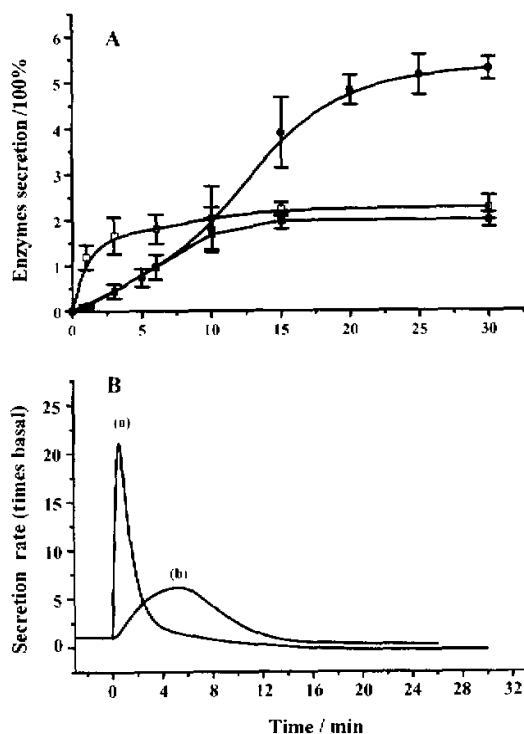 A
Enzymes secretion /100%
6
5
4
3
2
1
0
0 5 10 15 20 25 30
B
Secretion rate (times basal)
25
20
15
10
5
0
(a)
(b)
0 4 8 12 16 20 24 28 32
Time / min